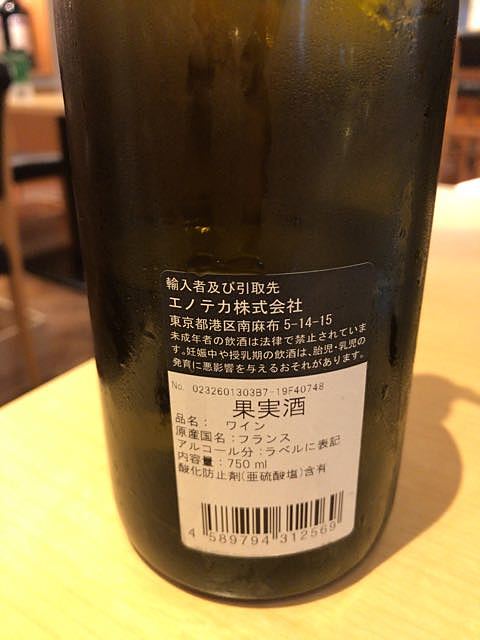 輸入者及び引取先
エノテカ株式会社
東京都港区南麻布 5-14-15
未成年者の飲酒は法律で禁止されていま
す。妊娠中や授乳期の飲酒は、胎児・乳児の
発育に悪影響を与えるおそれがあります。
No. 0232601303B7-19F40748
果実酒
品名： ワイン
原産国名：フランス
アルコール分：ラベルに表記
内容量：750 ml
酸化防止剤(亜硫酸塩)含有
4 589794 312569